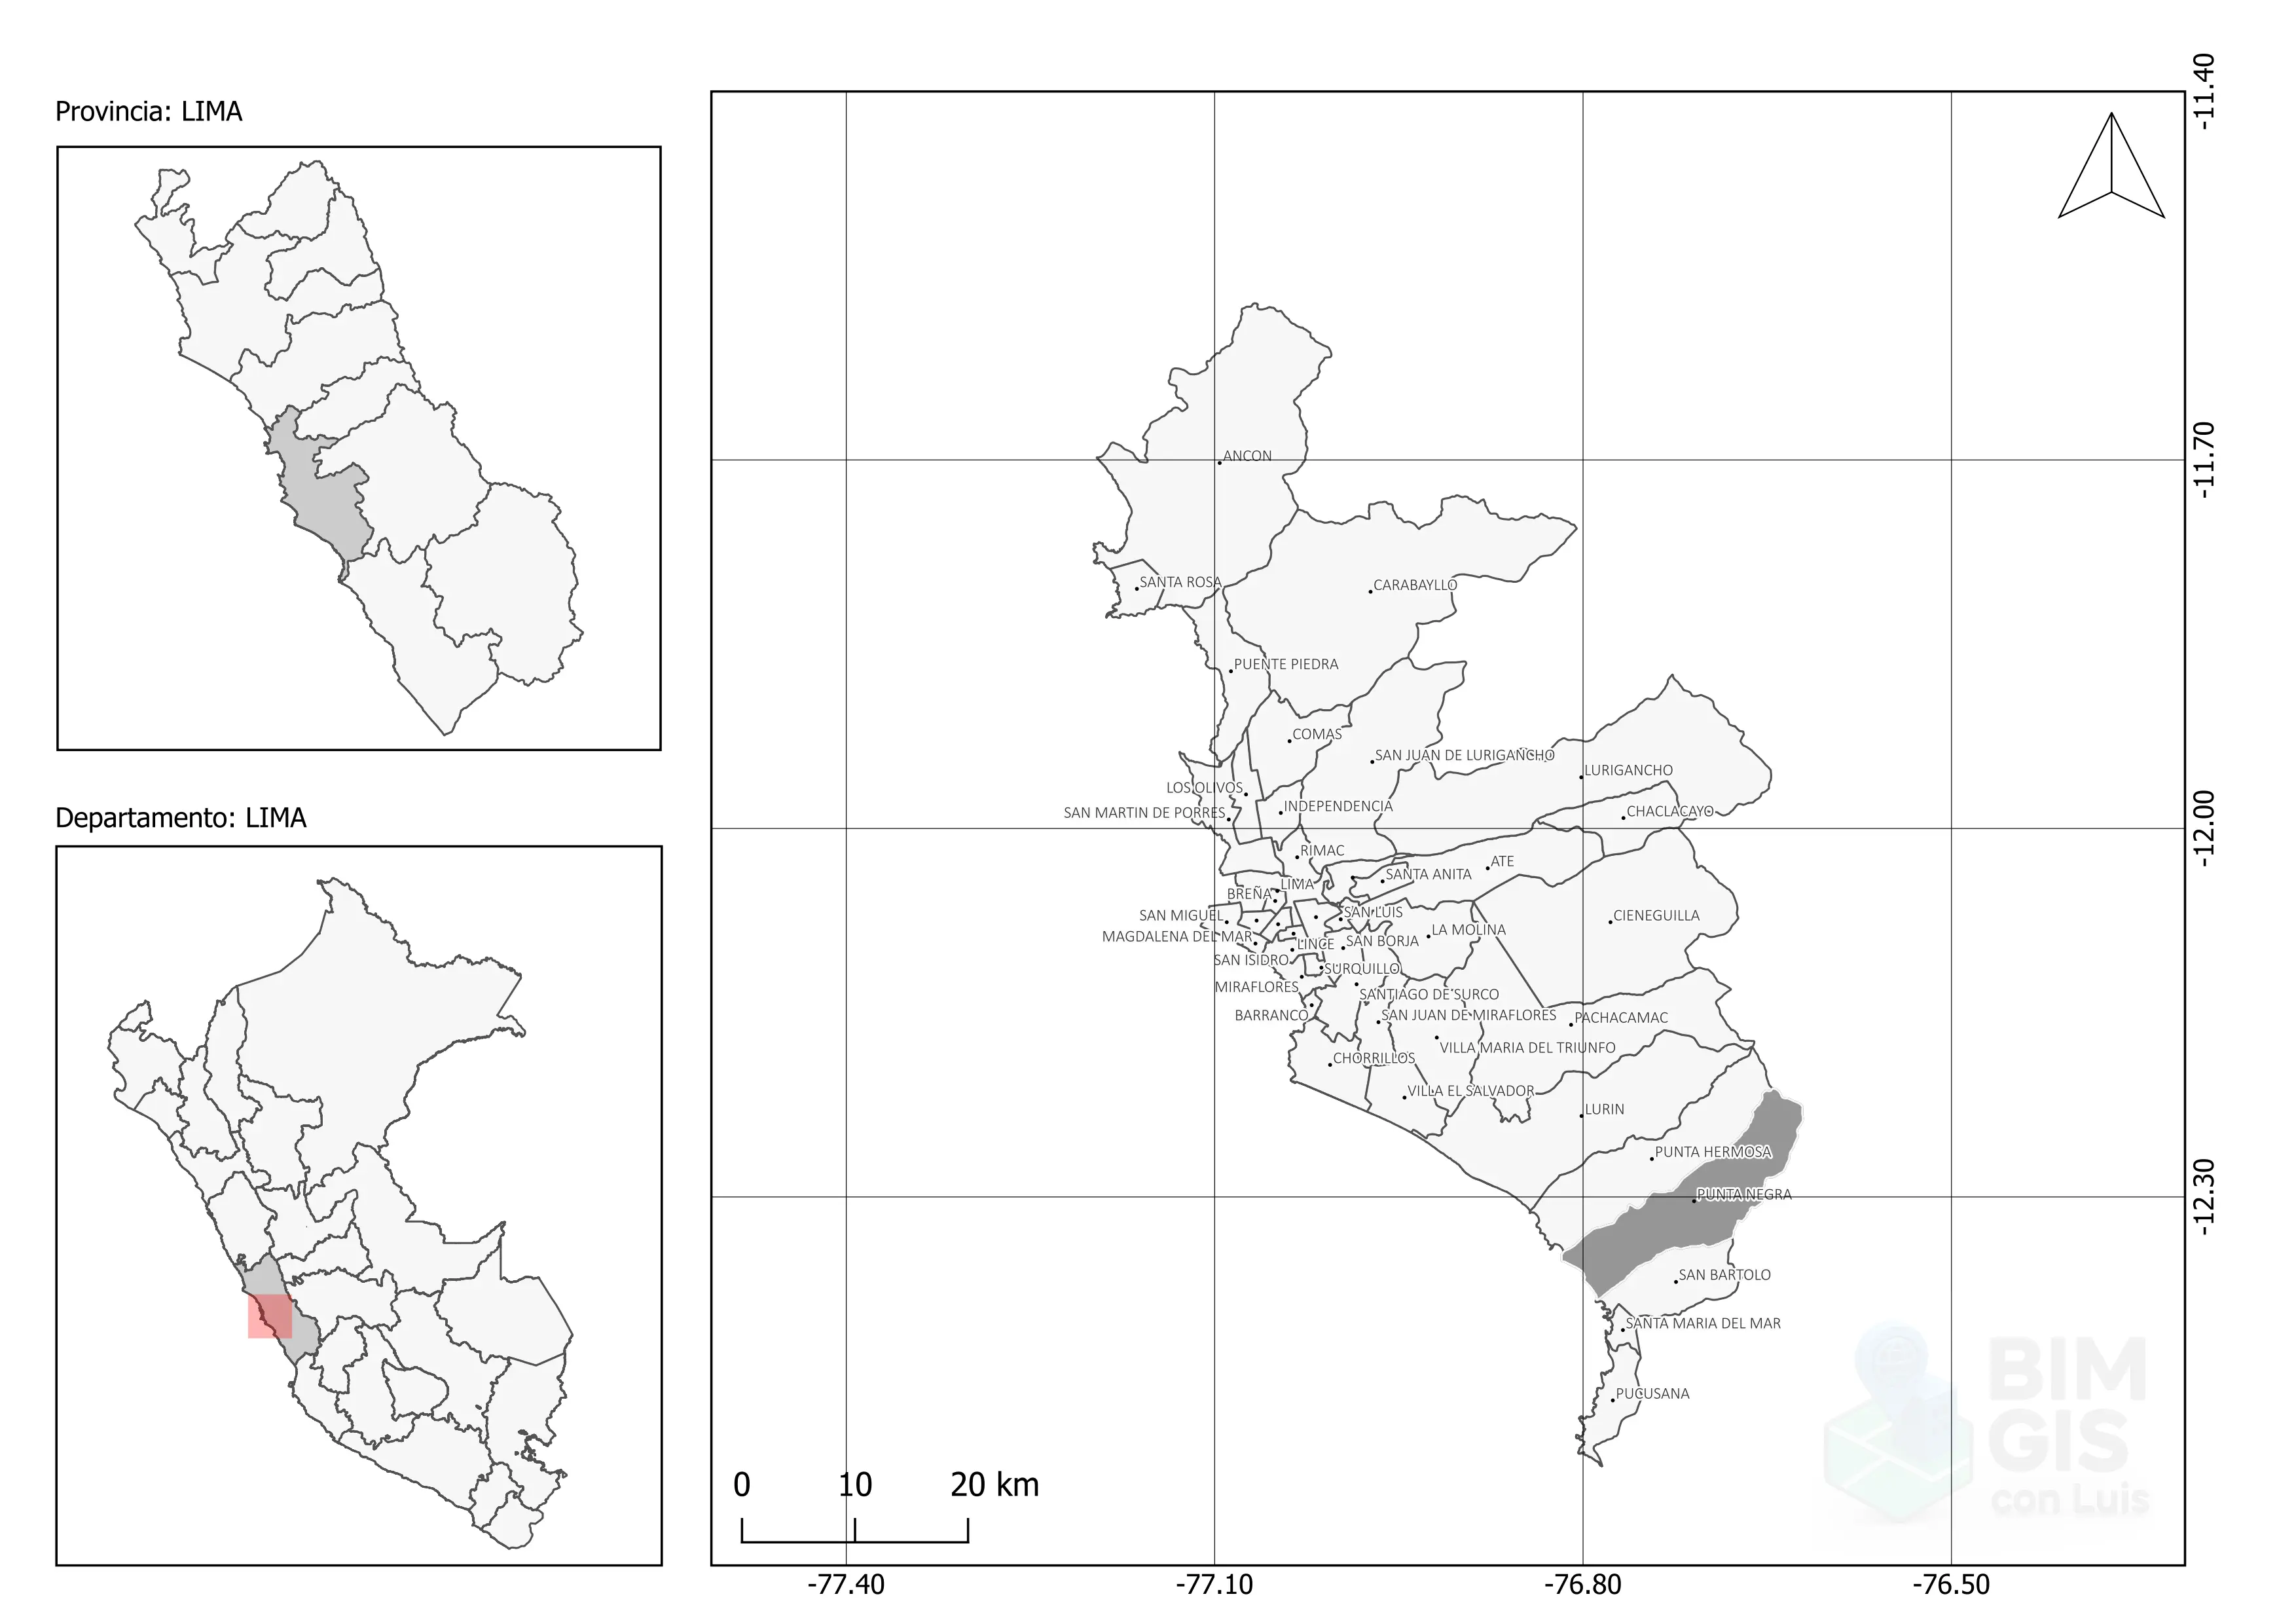 Provincia: LIMA
Departamento: LIMA
-11.40
-11.70
-12.00
-12.30
ANCON
SANTA ROSA
CARABAYLLO
PUENTE PIEDRA
COMAS
SAN JUAN DE LURIGANCHO
LURIGANCHO
LOS OLIVOS
INDEPENDENCIA
SAN MARTIN DE PORRES
CHACLACAYO
RIMAC
ATE
SANTA ANITA
LIMA
BREÑA
SAN MIGUEL
SAN LUIS
CIENEGUILLA
MAGDALENA DEL MAR
LA MOLINA
LINCE
SAN BORJA
SAN ISIDRO
SURQUILLO
MIRAFLORES
SANTIAGO DE SURCO
BARRANCO
SAN JUAN DE MIRAFLORES
PACHACAMAC
VILLA MARIA DEL TRIUNFO
CHORRILLOS
VILLA EL SALVADOR
LURIN
PUNTA HERMOSA
PUNTA NEGRA
SAN BARTOLO
SANTA MARIA DEL MAR
PUCUSANA
BIM
GIS
con Luis
0 10 20 km
-77.40 -77.10 -76.80 -76.50